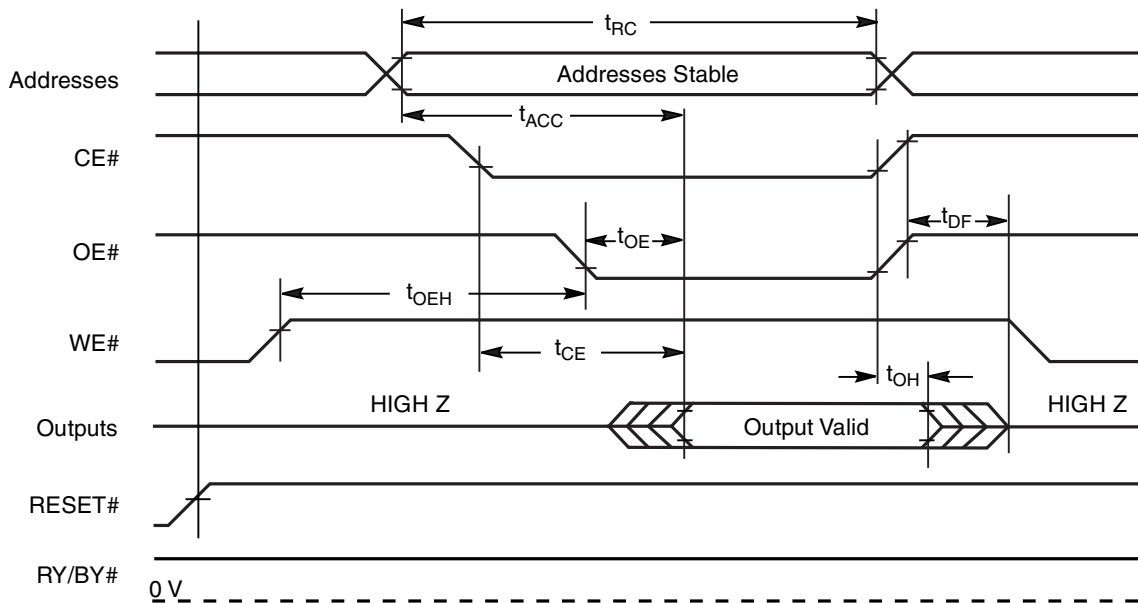 tRC
Addresses
Addresses Stable
tACC
CE#
tDF
OE#
tOE
tOEH
WE#
tCE
tOH
HIGH Z
HIGH Z
Outputs
Output Valid
RESET#
RY/BY#
0 V